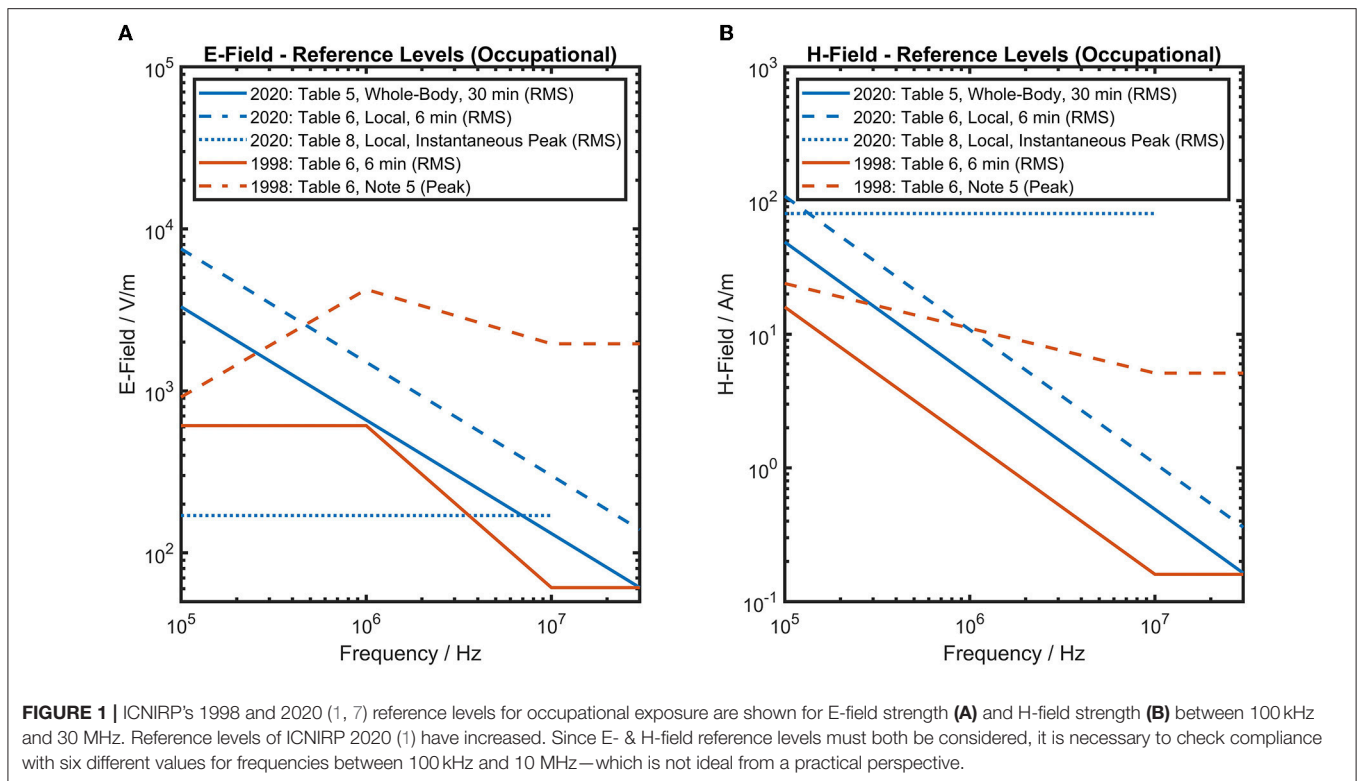 A
E-Field - Reference Levels (Occupational)
10^5
2020: Table 5, Whole-Body, 30 min (RMS)
2020: Table 6, Local, 6 min (RMS)
2020: Table 8, Local, Instantaneous Peak (RMS)
1998: Table 6, 6 min (RMS)
1998: Table 6, Note 5 (Peak)
10^4
10^3
10^2
E-Field / V/m
10^5
10^6
10^7
Frequency / Hz
B
H-Field - Reference Levels (Occupational)
10^3
2020: Table 5, Whole-Body, 30 min (RMS)
2020: Table 6, Local, 6 min (RMS)
2020: Table 8, Local, Instantaneous Peak (RMS)
1998: Table 6, 6 min (RMS)
1998: Table 6, Note 5 (Peak)
10^2
10^1
10^0
10^-1
H-Field / A/m
10^5
10^6
10^7
Frequency / Hz
FIGURE 1 | ICNIRP's 1998 and 2020 (1, 7) reference levels for occupational exposure are shown for E-field strength (A) and H-field strength (B) between 100 kHz
and 30 MHz. Reference levels of ICNIRP 2020 (1) have increased. Since E- & H-field reference levels must both be considered, it is necessary to check compliance
with six different values for frequencies between 100 kHz and 10 MHz—which is not ideal from a practical perspective.